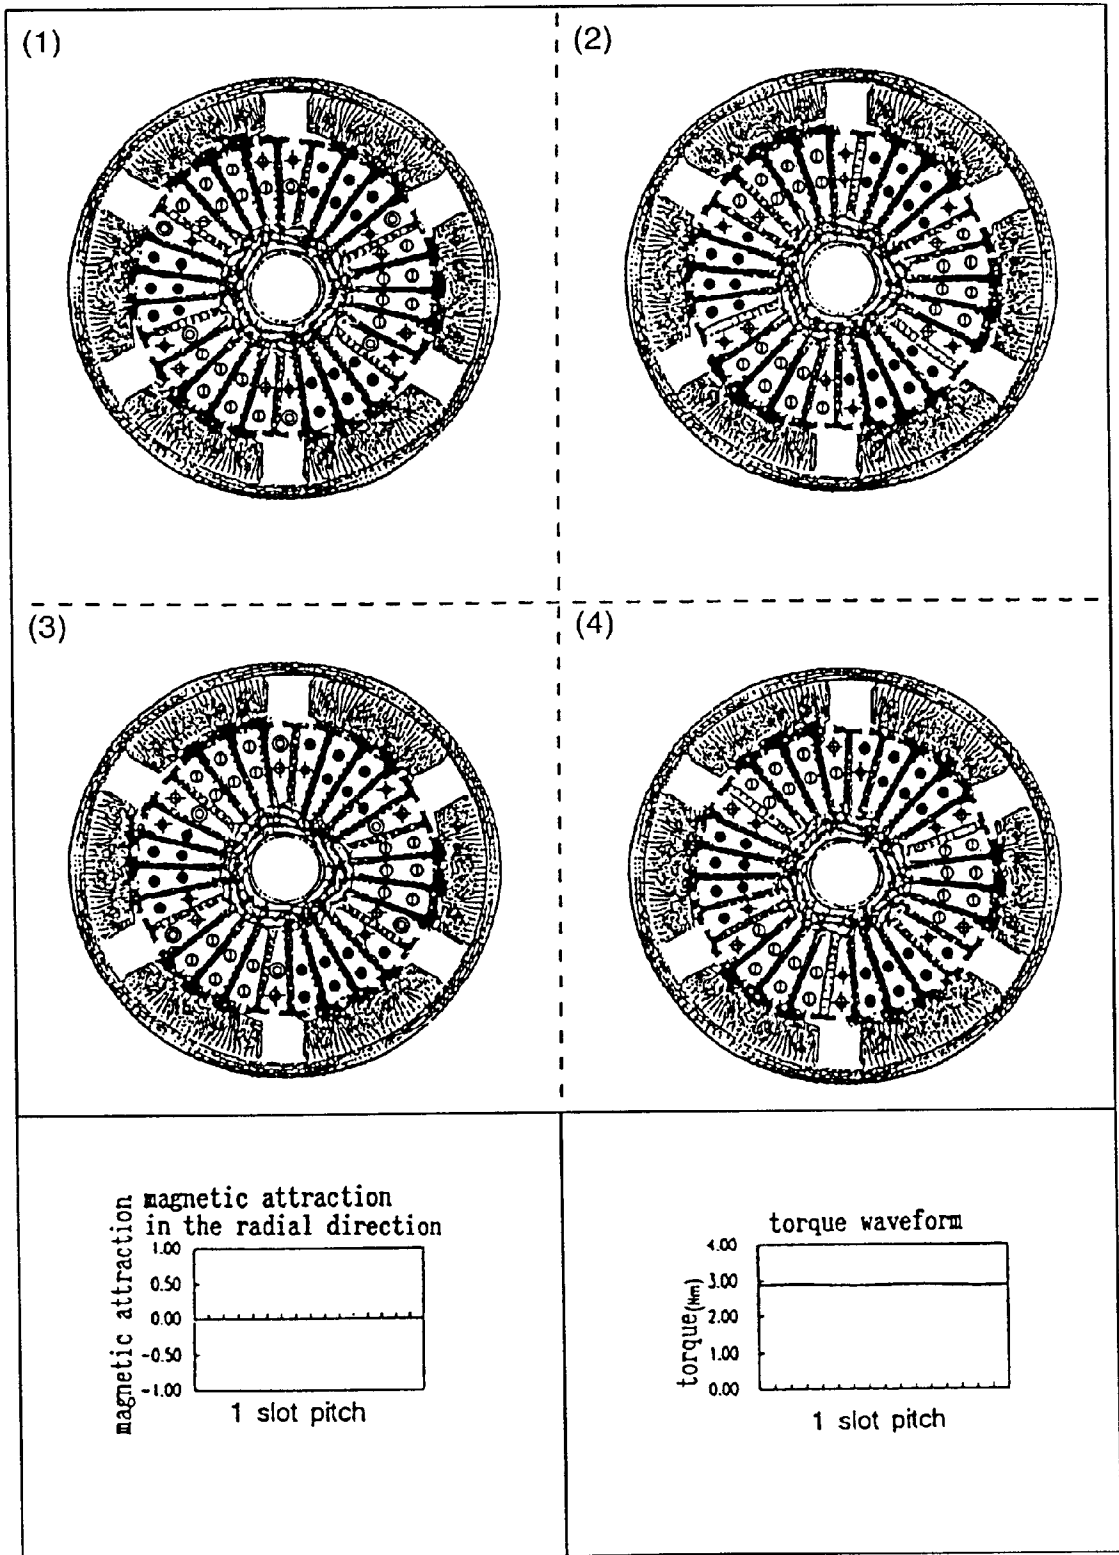 (1)
(2)
(3)
(4)
magnetic attraction
in the radial direction
magnetic attraction
1.00
0.50
0.00
-0.50
-1.00
1 slot pitch
torque waveform
torque(Nm)
4.00
3.00
2.00
1.00
0.00
1 slot pitch